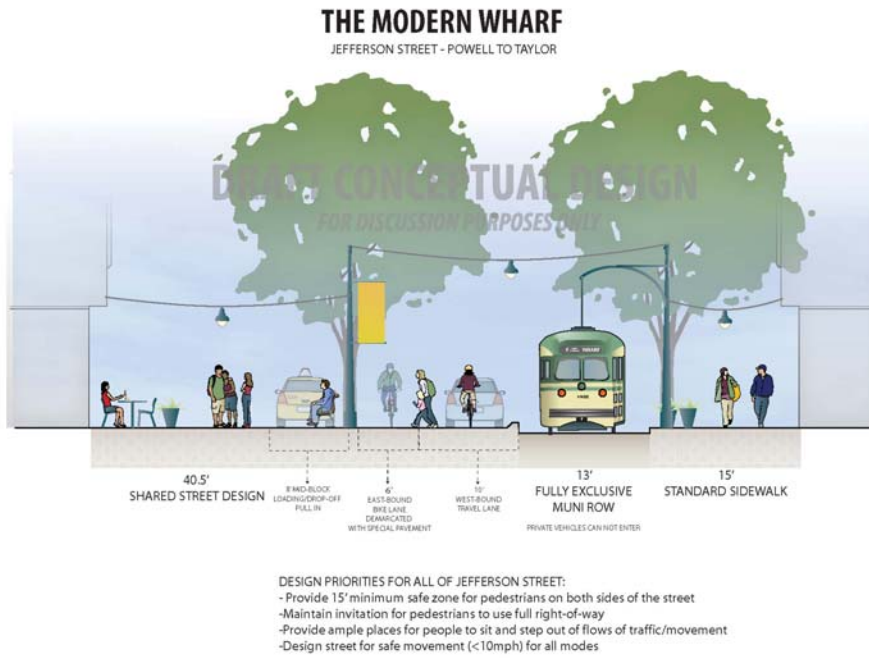 THE MODERN WHARF
JEFFERSON STREET - POWELL TO TAYLOR
DRAFT CONCEPTUAL DESIGN
FOR DISCUSSION PURPOSES ONLY
40.5'
SHARED STREET DESIGN
8' MID-BLOCK
LOADING/DROP-OFF
PULL IN
6'
EAST-BOUND
BIKE LANE
DEMARCATED
WITH SPECIAL PAVEMENT
10'
WEST-BOUND
TRAVEL LANE
13'
FULLY EXCLUSIVE
MUNI ROW
PRIVATE VEHICLES CAN NOT ENTER
15'
STANDARD SIDEWALK
DESIGN PRIORITIES FOR ALL OF JEFFERSON STREET:
- Provide 15' minimum safe zone for pedestrians on both sides of the street
-Maintain invitation for pedestrians to use full right-of-way
-Provide ample places for people to sit and step out of flows of traffic/movement
-Design street for safe movement (<10mph) for all modes